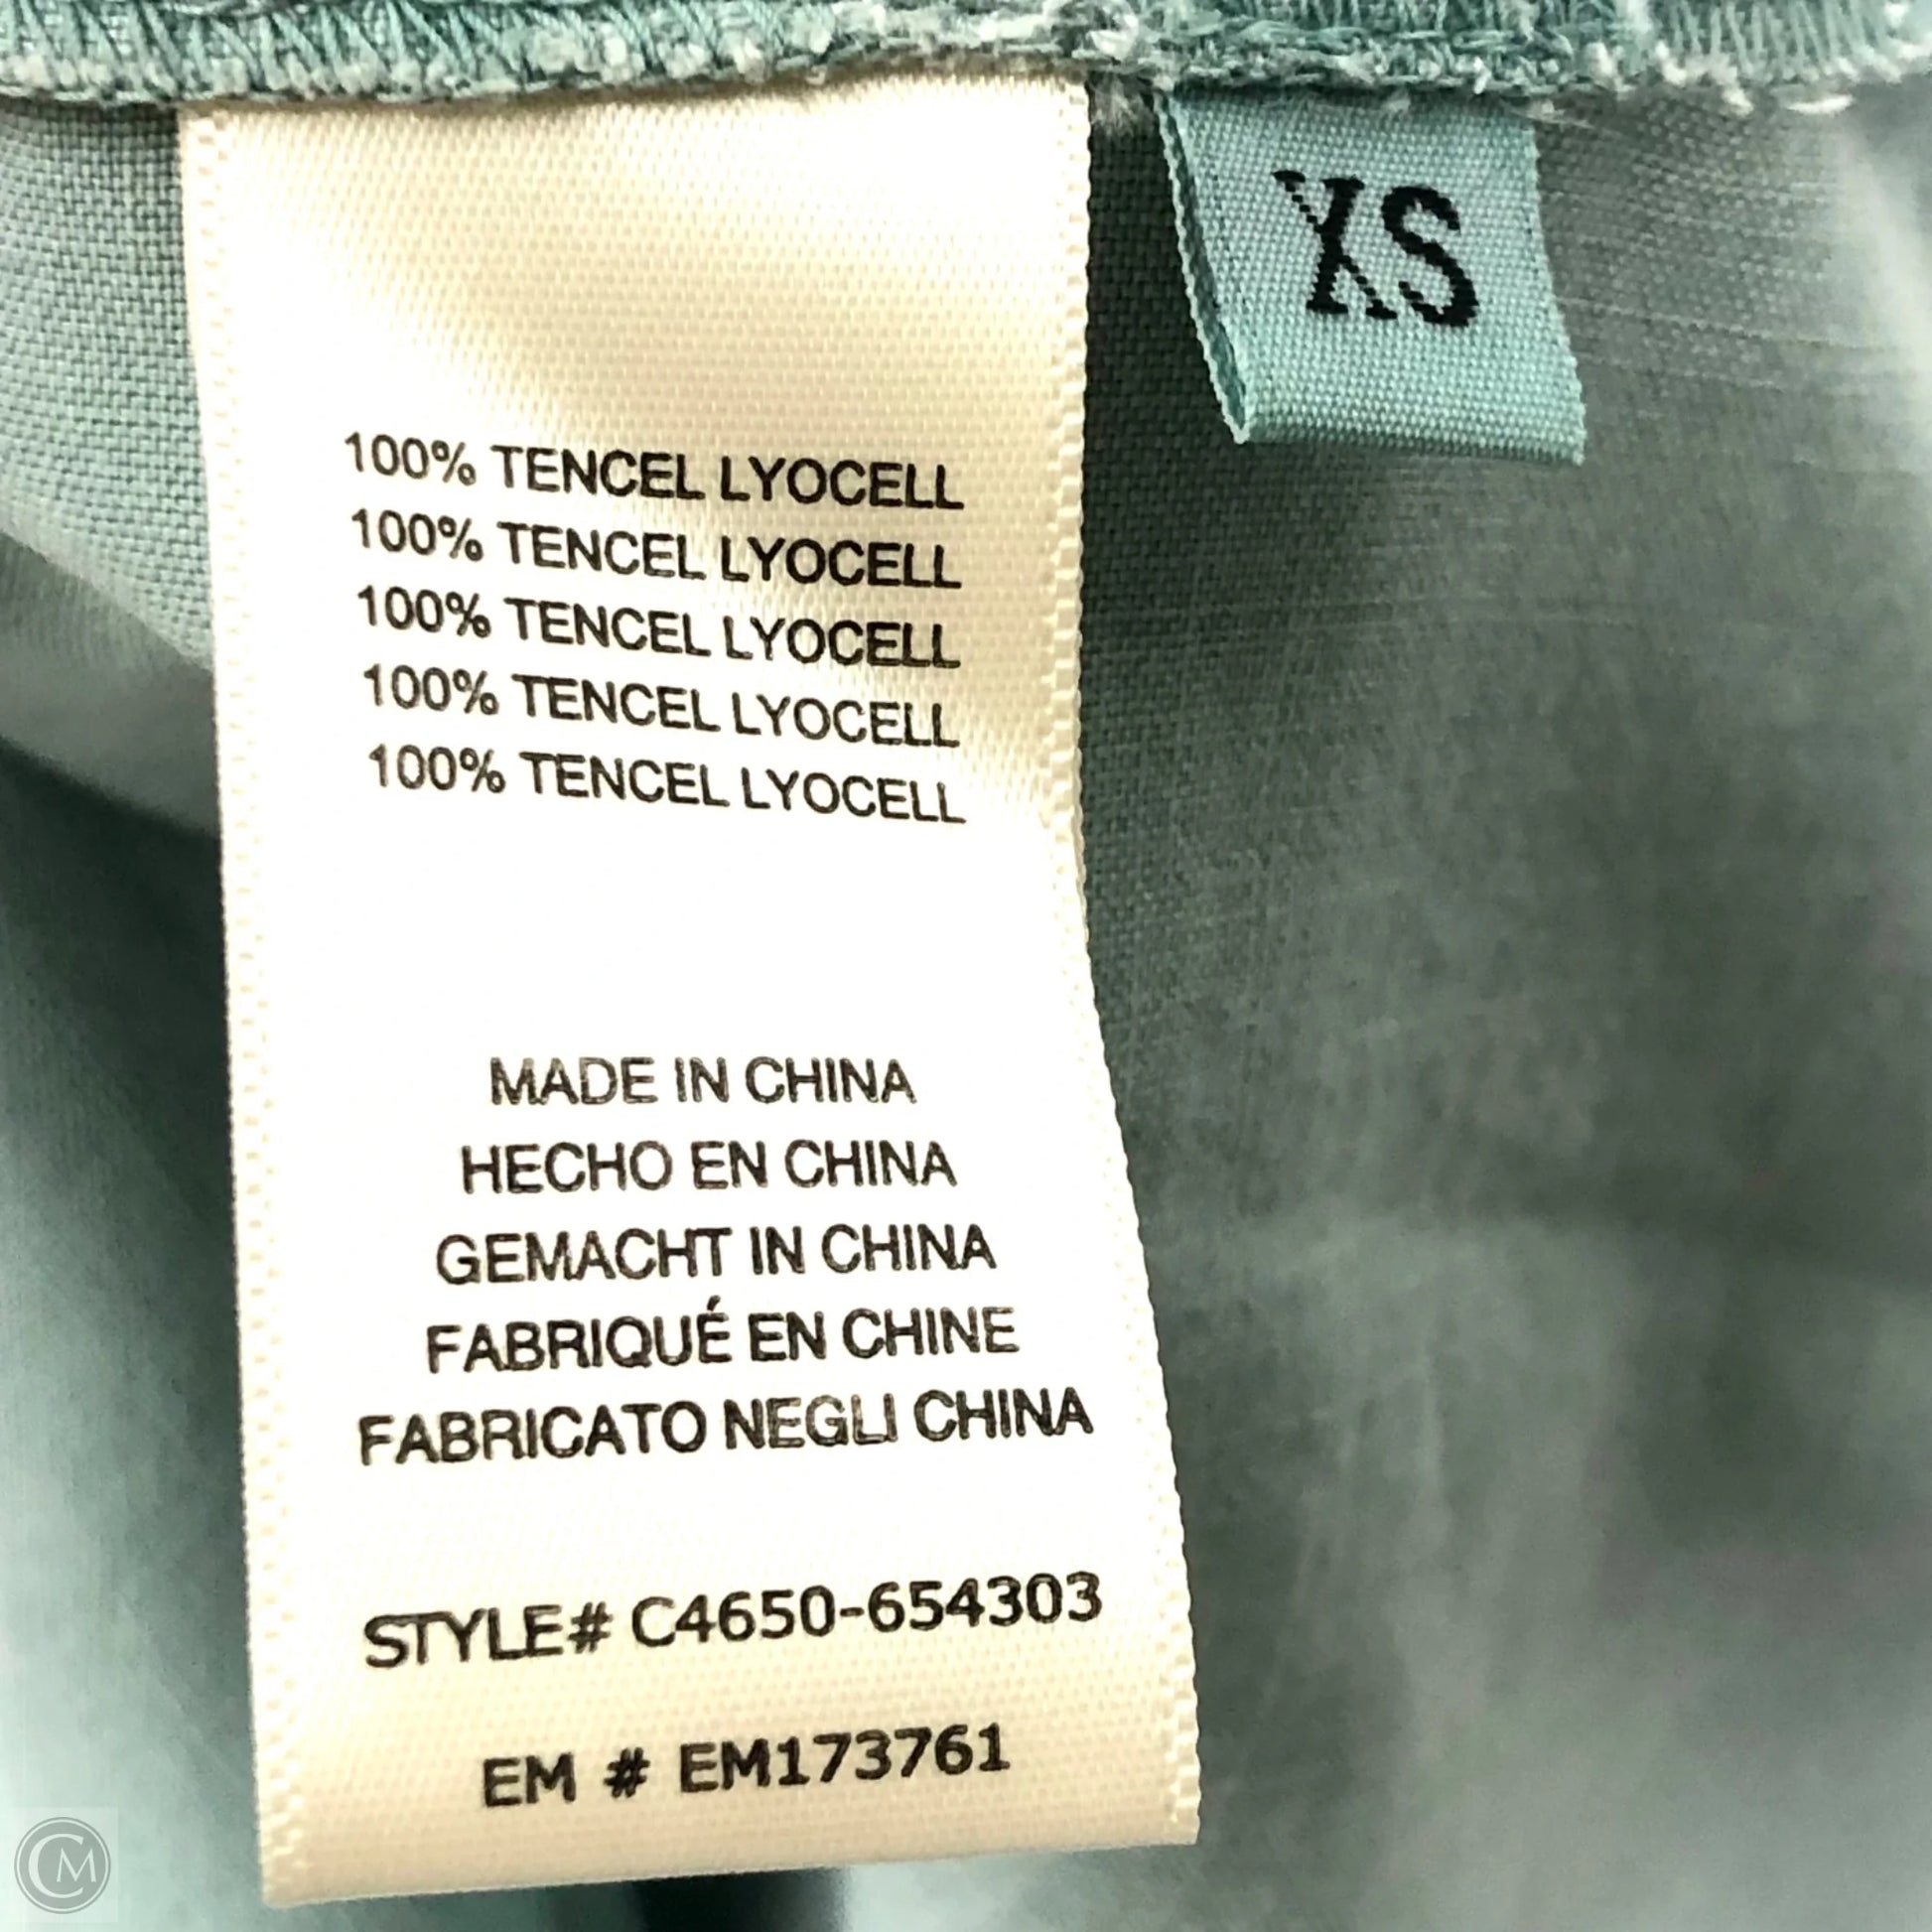 XS
100% TENCEL LYOCELL
100% TENCEL LYOCELL
100% TENCEL LYOCELL
100% TENCEL LYOCELL
100% TENCEL LYOCELL
MADE IN CHINA
HECHO EN CHINA
GEMACHT IN CHINA
FABRIQUÉ EN CHINE
FABRICATO NEGLI CHINA
STYLE# C4650-654303
EM # EM173761
CM